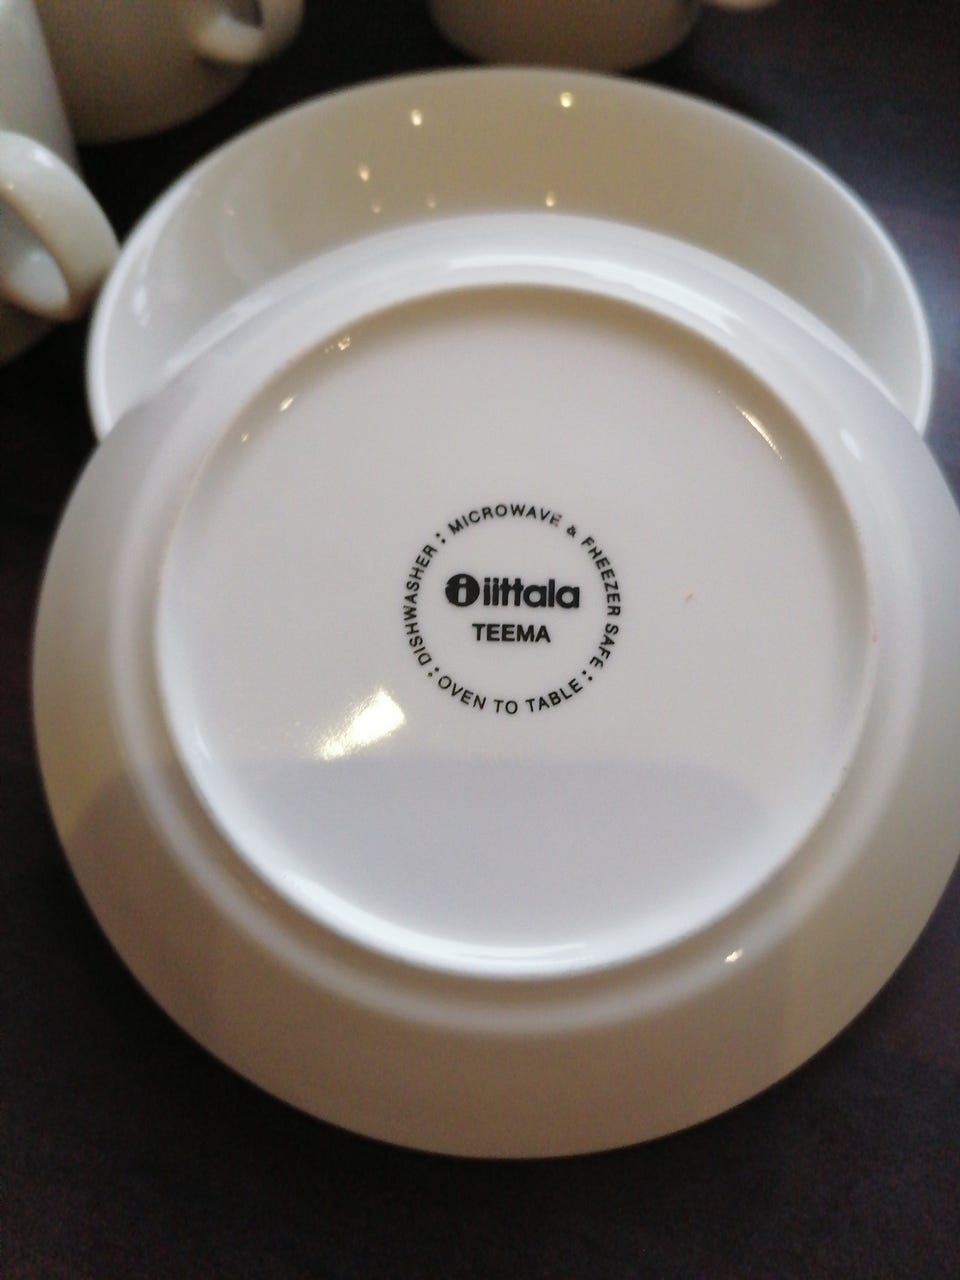 iittala
TEEMA
MICROWAVE & FREEZER SAFE :
OVEN TO TABLE :
DISHWASHER :